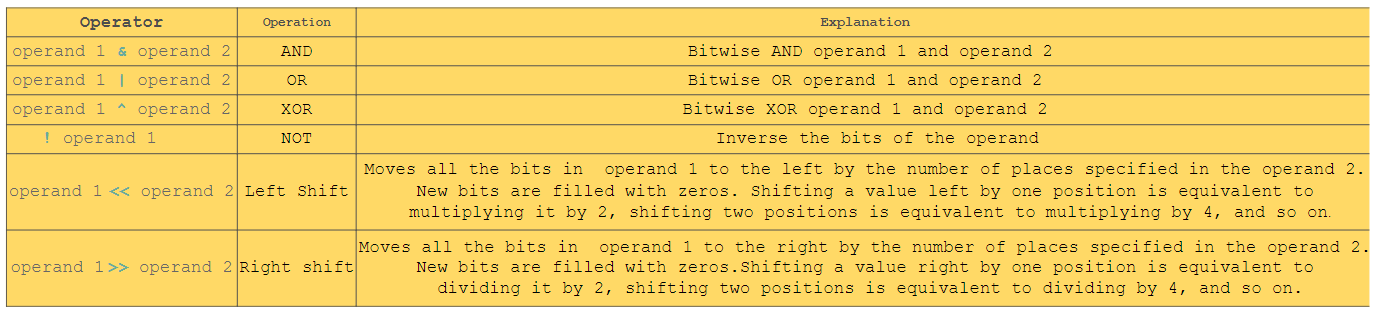 Operator Operation Explanation
operand 1 & operand 2 AND Bitwise AND operand 1 and operand 2
operand 1 | operand 2 OR Bitwise OR operand 1 and operand 2
operand 1 ^ operand 2 XOR Bitwise XOR operand 1 and operand 2
! operand 1 NOT Inverse the bits of the operand
operand 1 << operand 2 Left Shift
Moves all the bits in  operand 1 to the left by the number of places specified in the operand 2.
New bits are filled with zeros. Shifting a value left by one position is equivalent to
multiplying it by 2, shifting two positions is equivalent to multiplying by 4, and so on.
operand 1>> operand 2 Right shift
Moves all the bits in  operand 1 to the right by the number of places specified in the operand 2.
New bits are filled with zeros.Shifting a value right by one position is equivalent to
dividing it by 2, shifting two positions is equivalent to dividing by 4, and so on.